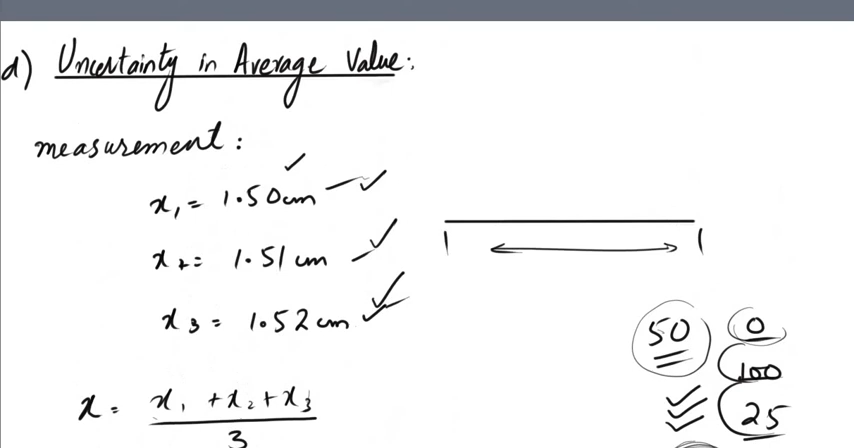 d) Uncertainty in Average Value:
measurement:
x₁ = 1.50cm
x₂ = 1.51 cm
x₃ = 1.52 cm
50 0
100
25
x = x₁ + x₂ + x₃
3